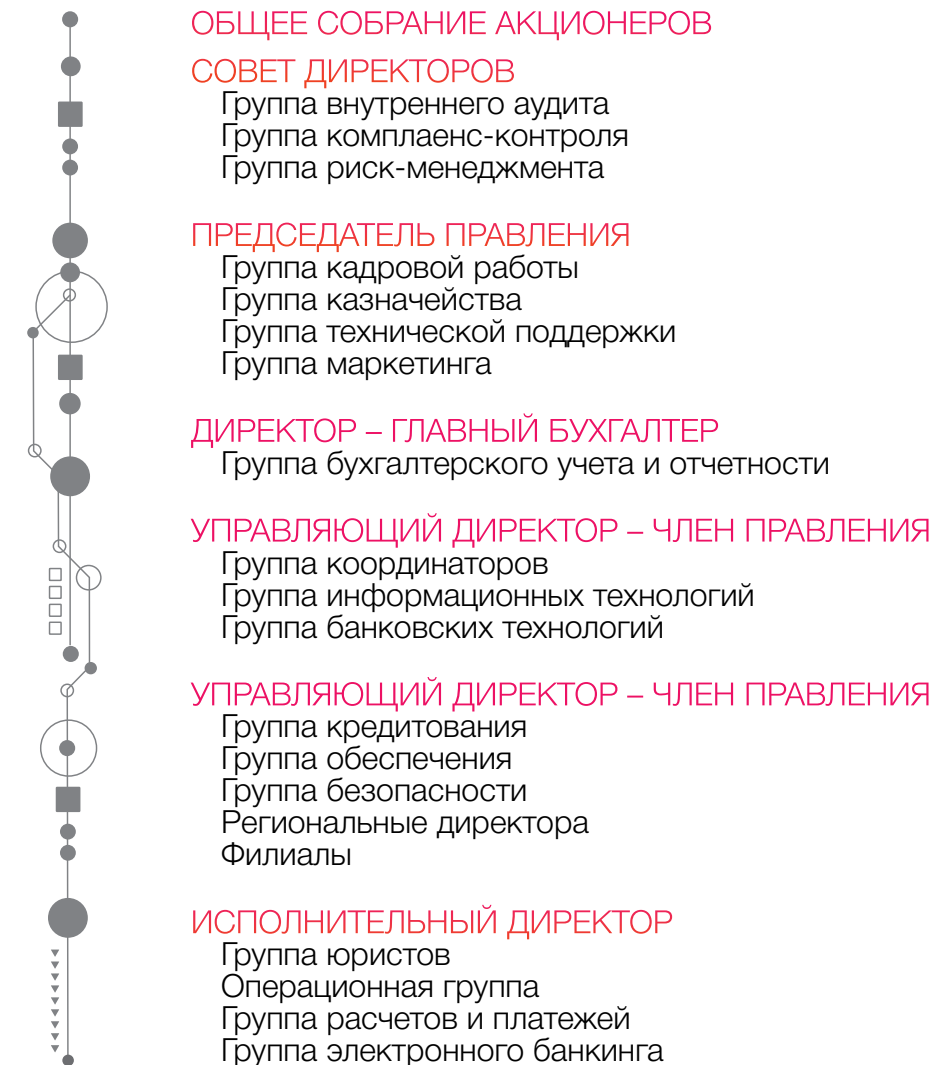 ОБЩЕЕ СОБРАНИЕ АКЦИОНЕРОВ
СОВЕТ ДИРЕКТОРОВ
Группа внутреннего аудита
Группа комплаенс-контроля
Группа риск-менеджмента
ПРЕДСЕДАТЕЛЬ ПРАВЛЕНИЯ
Группа кадровой работы
Группа казначейства
Группа технической поддержки
Группа маркетинга
ДИРЕКТОР – ГЛАВНЫЙ БУХГАЛТЕР
Группа бухгалтерского учета и отчетности
УПРАВЛЯЮЩИЙ ДИРЕКТОР – ЧЛЕН ПРАВЛЕНИЯ
Группа координаторов
Группа информационных технологий
Группа банковских технологий
УПРАВЛЯЮЩИЙ ДИРЕКТОР – ЧЛЕН ПРАВЛЕНИЯ
Группа кредитования
Группа обеспечения
Группа безопасности
Региональные директора
Филиалы
ИСПОЛНИТЕЛЬНЫЙ ДИРЕКТОР
Группа юристов
Операционная группа
Группа расчетов и платежей
Группа электронного банкинга